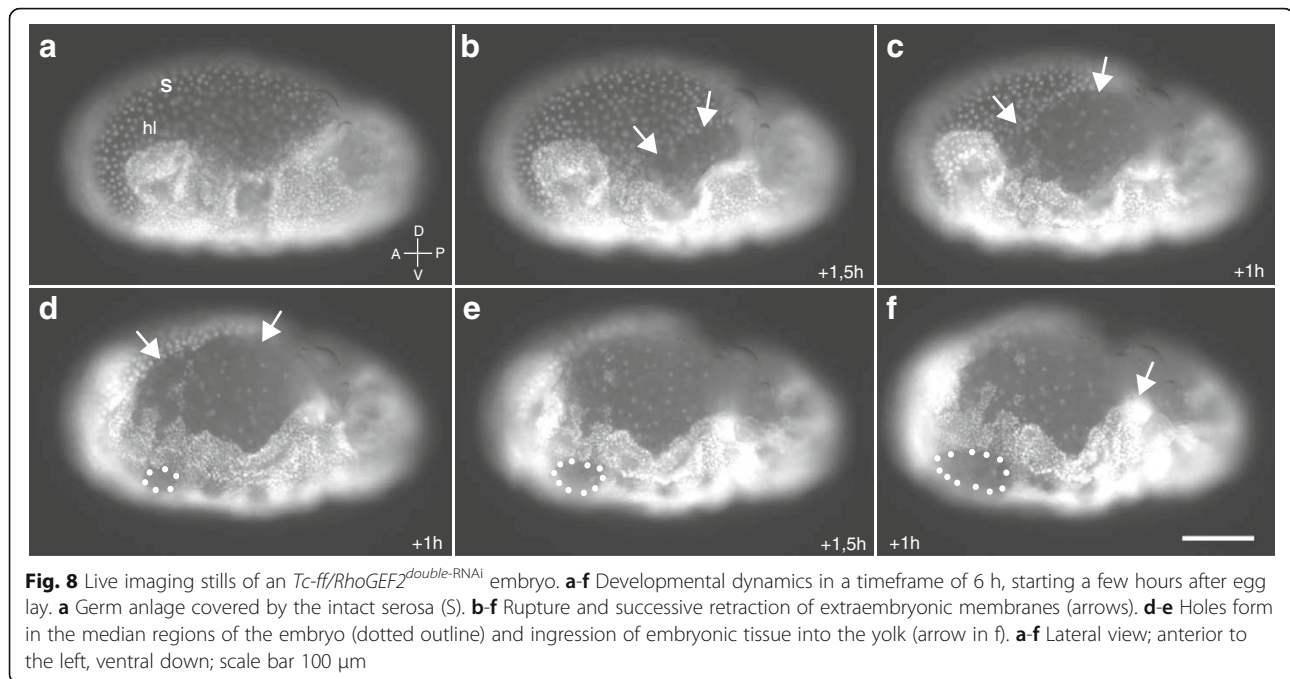 a
b
c
S
hl
D
A P
V
+1,5h
+1h
d
e
f
+1h
+1,5h
+1h
Fig. 8 Live imaging stills of an Tc-ff/RhoGEF2double-RNAi embryo. a-f Developmental dynamics in a timeframe of 6 h, starting a few hours after egg
lay. a Germ anlage covered by the intact serosa (S). b-f Rupture and successive retraction of extraembryonic membranes (arrows). d-e Holes form
in the median regions of the embryo (dotted outline) and ingression of embryonic tissue into the yolk (arrow in f). a-f Lateral view; anterior to
the left, ventral down; scale bar 100 μm